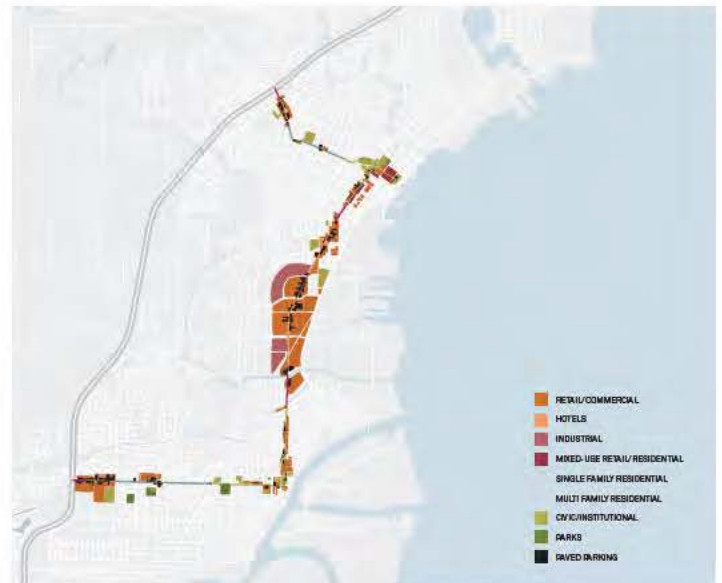 RETAIL/COMMERCIAL
HOTELS
INDUSTRIAL
MIXED-USE RETAIL/RESIDENTIAL
SINGLE FAMILY RESIDENTIAL
MULTI FAMILY RESIDENTIAL
CIVIC/INSTITUTIONAL
PARKS
PAVED PARKING